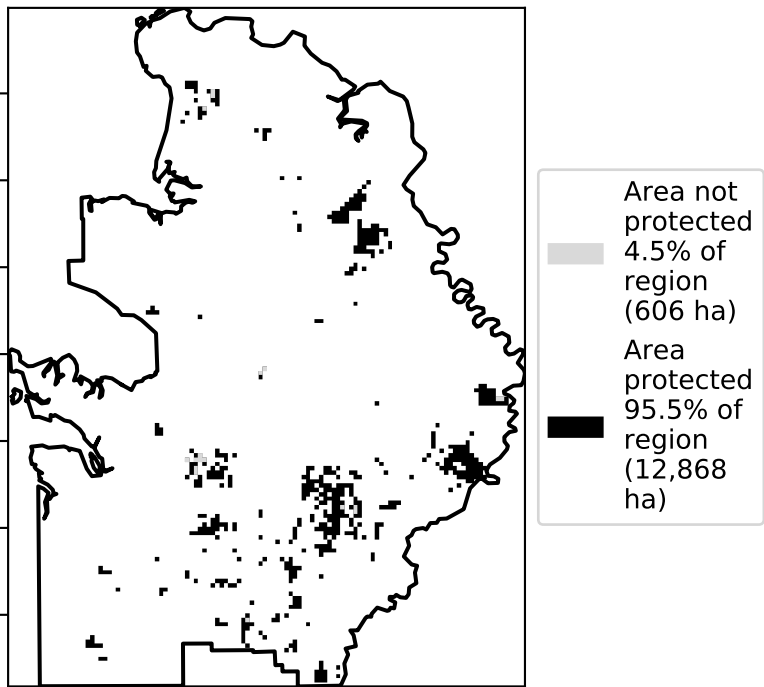 Area not
protected
4.5% of
region
(606 ha)
Area
protected
95.5% of
region
(12,868
ha)